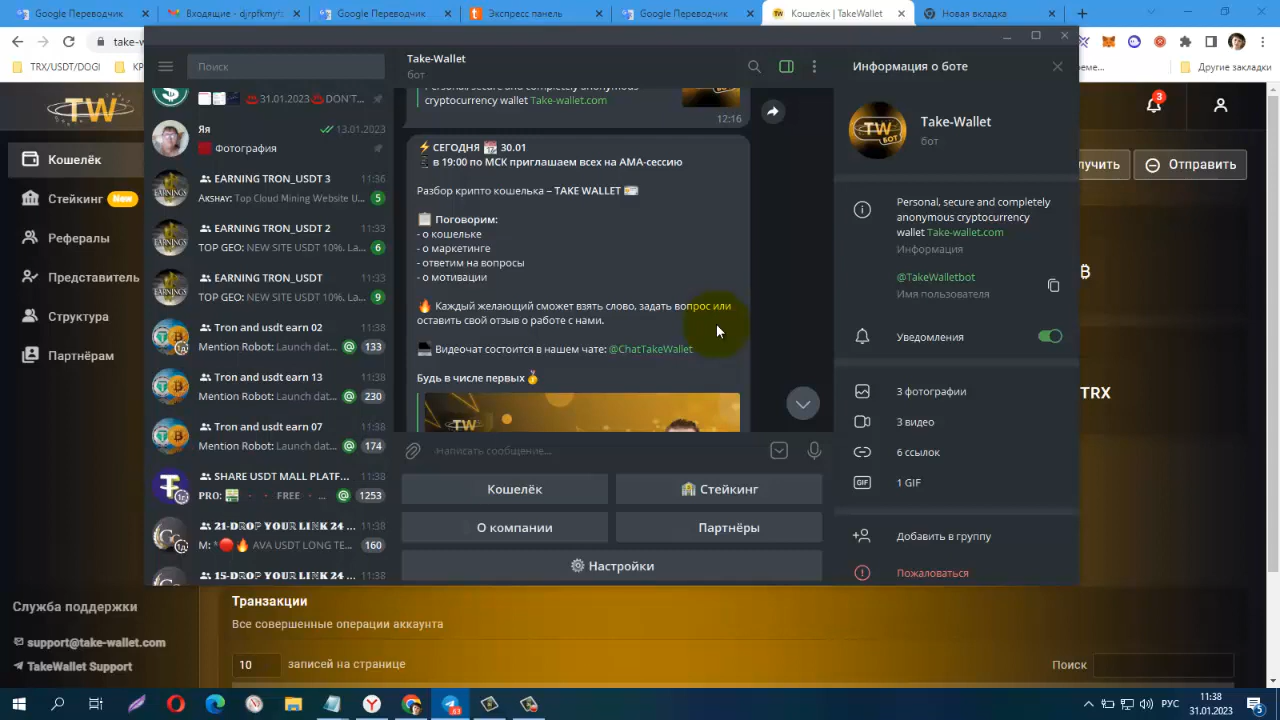 Google Переводчик
Входящие - djrpfkmy!
Google Переводчик
Экспресс панель
Google Переводчик
Кошелёк | TakeWallet
Новая вкладка
take-w
TRX/USDT/DOGI
Другие закладки
TW
Кошелёк
Стейкинг New
Рефералы
Представитель
Структура
Партнёрам
Служба поддержки
support@take-wallet.com
TakeWallet Support
Поиск
31.01.2023 DON'T
Яя 13.01.2023
Фотография
EARNING TRON_USDT 3 11:36
Акshay: Top Cloud Mining Website U... 5
EARNING TRON_USDT 2 11:33
TOP GEO: NEW SITE USDT 10%. La... 6
EARNING TRON_USDT 11:33
TOP GEO: NEW SITE USDT 10%. La... 9
Tron and usdt earn 02 11:38
Mention Robot: Launch dat... @ 133
Tron and usdt earn 13 11:38
Mention Robot: Launch dat... @ 230
Tron and usdt earn 07 11:38
Mention Robot: Launch dat... @ 174
SHARE USDT MALL PLATF... 11:38
PRO: FREE ... @ 1253
21-DROP YOUR LINK 24 ... 11:38
M: * AVA USDT LONG TE... 160
15-DROP YOUR LINK 24 ... 11:38
Take-Wallet
бот
Personal, secure and completely anonymous
cryptocurrency wallet Take-wallet.com
12:16
⚡ СЕГОДНЯ 📆 30.01
в 19:00 по МСК приглашаем всех на АМА-сессию
Разбор крипто кошелька – TAKE WALLET
📋 Поговорим:
- о кошельке
- о маркетинге
- ответим на вопросы
- о мотивации
🔥 Каждый желающий сможет взять слово, задать вопрос или
оставить свой отзыв о работе с нами.
Видеочат состоится в нашем чате: @ChatTakeWallet
Будь в числе первых 🥇
TW
Написать сообщение...
Кошелёк
Стейкинг
О компании
Партнёры
Настройки
Информация о боте
TW
БОТ
Take-Wallet
бот
Personal, secure and completely
anonymous cryptocurrency
wallet Take-wallet.com
Информация
@TakeWalletbot
Имя пользователя
Уведомления
3 фотографии
3 видео
6 ссылок
GIF 1 GIF
Добавить в группу
Пожаловаться
3
лучить
Отправить
TRX
Транзакции
Все совершенные операции аккаунта
10 записей на странице
Поиск
63
РУС
11:38
31.01.2023
5